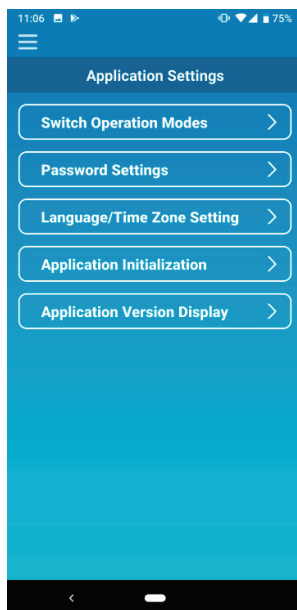 11:06 75%
Application Settings
Switch Operation Modes
Password Settings
Language/Time Zone Setting
Application Initialization
Application Version Display